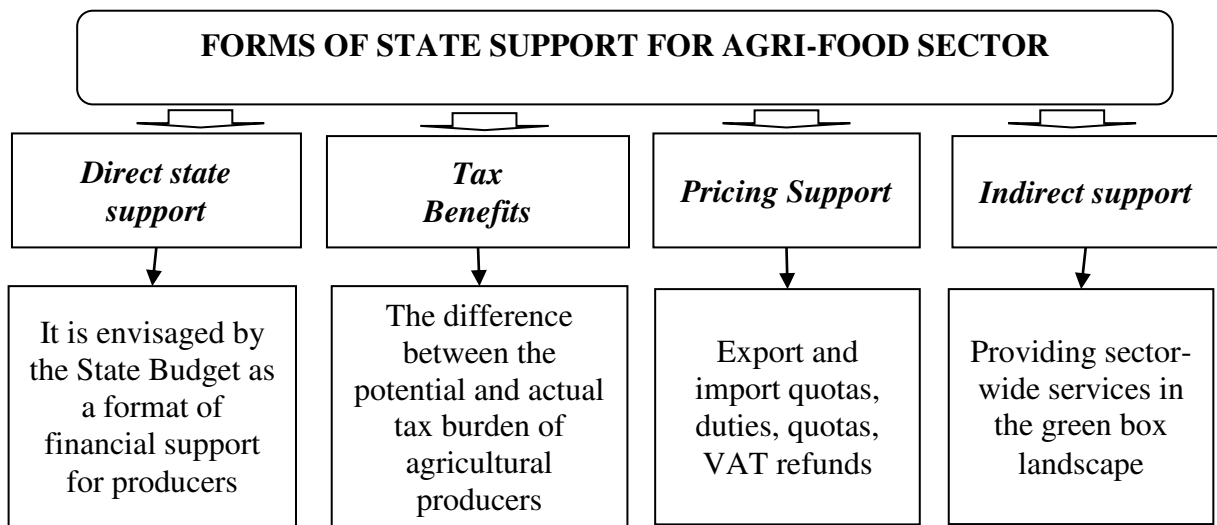 FORMS OF STATE SUPPORT FOR AGRI-FOOD SECTOR
Direct state
support
Tax
Benefits
Pricing Support
Indirect support
It is envisaged by
the State Budget as
a format of
financial support
for producers
The difference
between the
potential and actual
tax burden of
agricultural
producers
Export and
import quotas,
duties, quotas,
VAT refunds
Providing sector-
wide services in
the green box
landscape